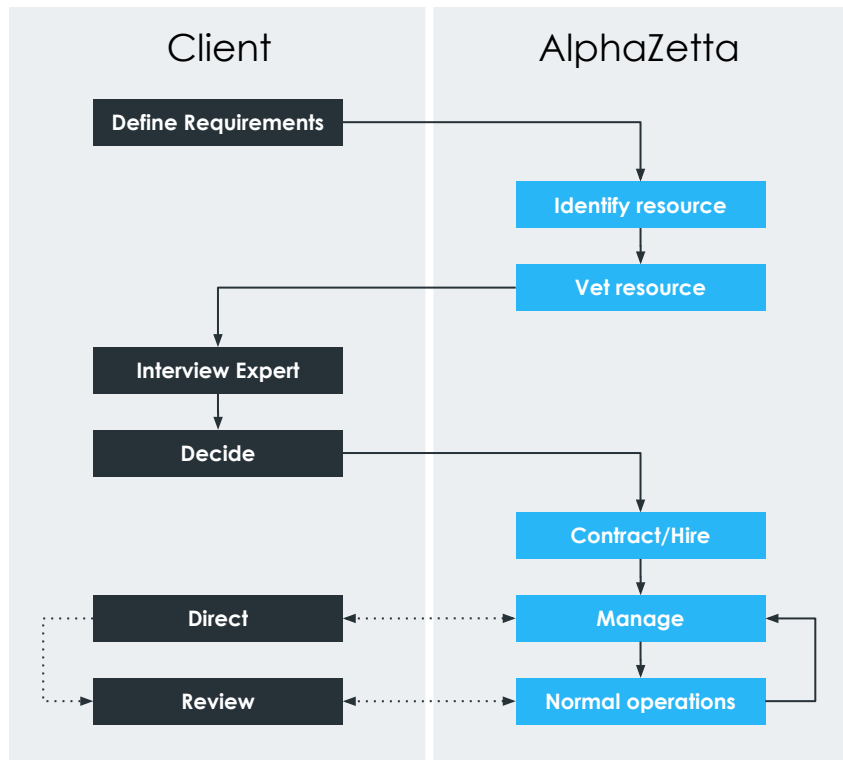 Client
AlphaZetta
Define Requirements
Identify resource
Vet resource
Interview Expert
Decide
Contract/Hire
Direct
Manage
Review
Normal operations